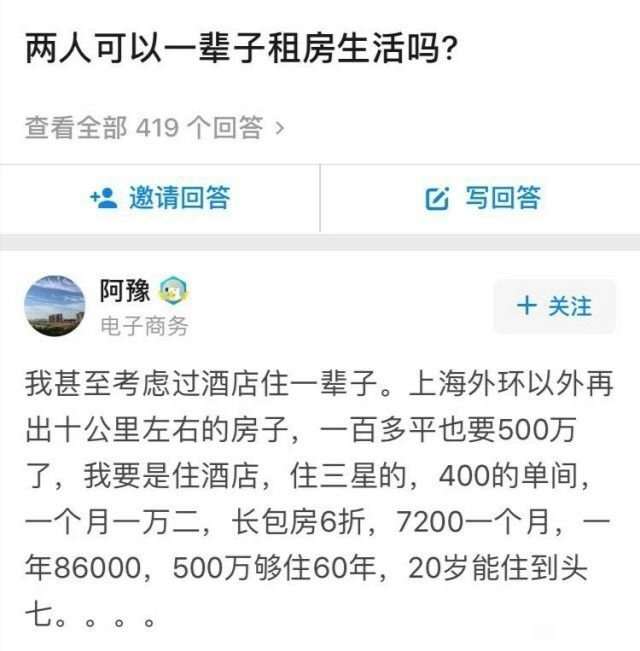 两人可以一辈子租房生活吗?
查看全部 419 个回答 >
邀请回答
写回答
阿豫
电子商务
+ 关注
我甚至考虑过酒店住一辈子。上海外环以外再
出十公里左右的房子，一百多平也要500万
了，我要是住酒店，住三星的，400的单间，
一个月一万二，长包房6折，7200一个月，一
年86000，500万够住60年，20岁能住到头
七。。。。